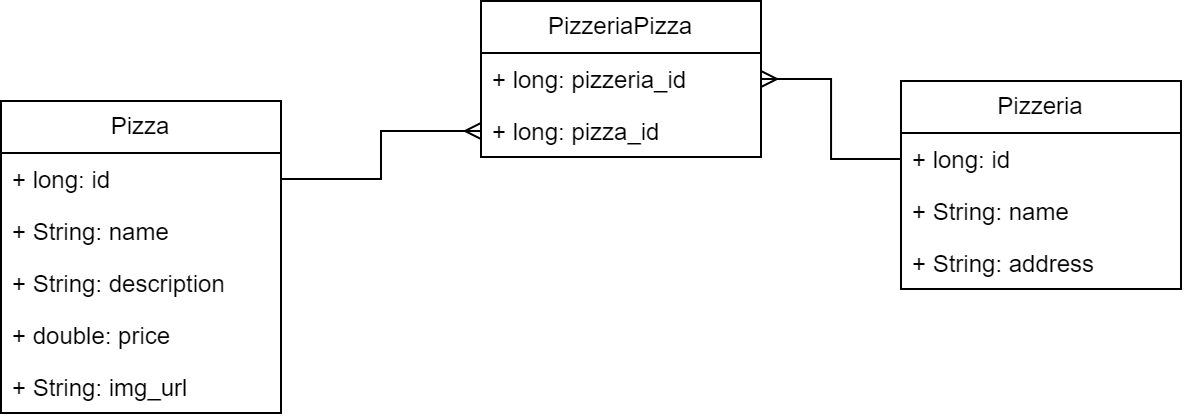 Pizza
+ long: id
+ String: name
+ String: description
+ double: price
+ String: img_url
PizzeriaPizza
+ long: pizzeria_id
+ long: pizza_id
Pizzeria
+ long: id
+ String: name
+ String: address